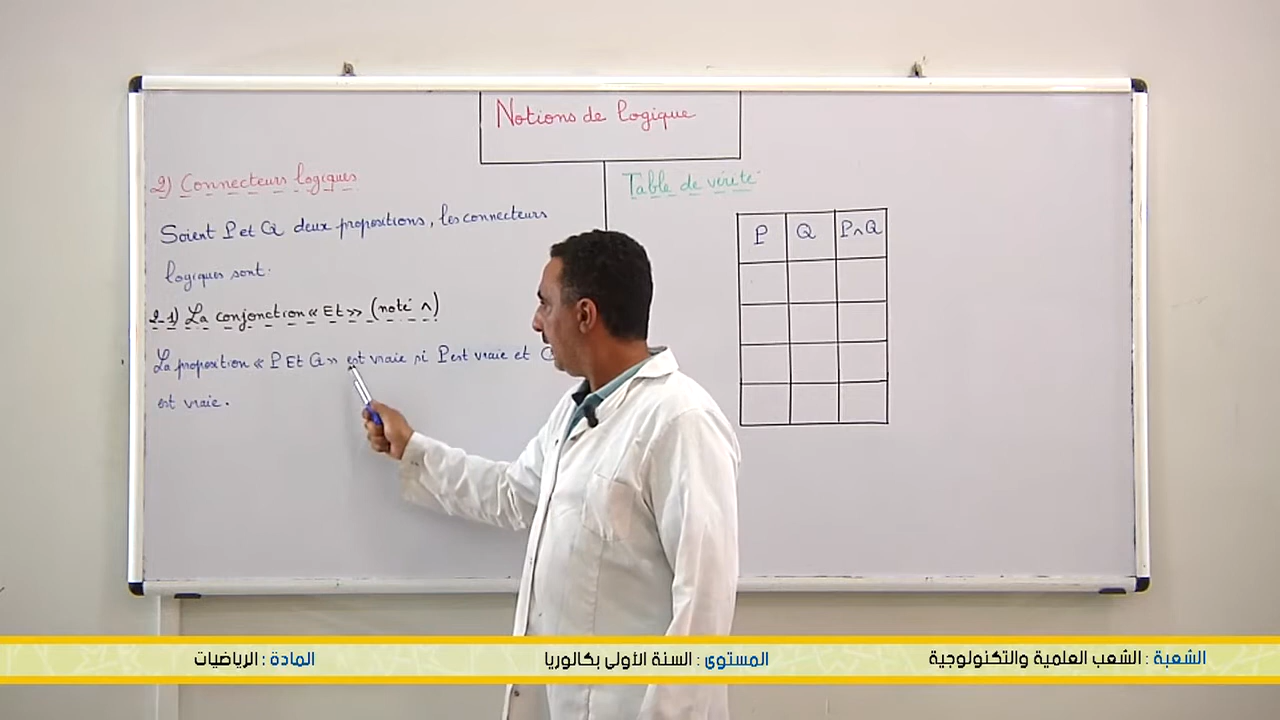 Notions de logique
2) Connecteurs logiques
Soient P et Q deux propositions, les connecteurs
logiques sont.
2-1) La conjonction « Et » (noté ∧)
La proposition « P Et Q » est vraie si P est vraie et Q
est vraie.
Table de vérité
P Q P∧Q
الشعبة : الشعب العلمية والتكنولوجية
المستوى : السنة الأولى بكالوريا
المادة : الرياضيات